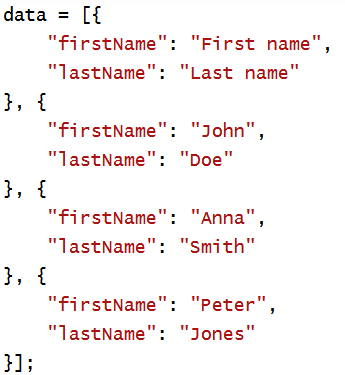 data = [{
    "firstName": "First name",
    "lastName": "Last name"
}, {
    "firstName": "John",
    "lastName": "Doe"
}, {
    "firstName": "Anna",
    "lastName": "Smith"
}, {
    "firstName": "Peter",
    "lastName": "Jones"
}];